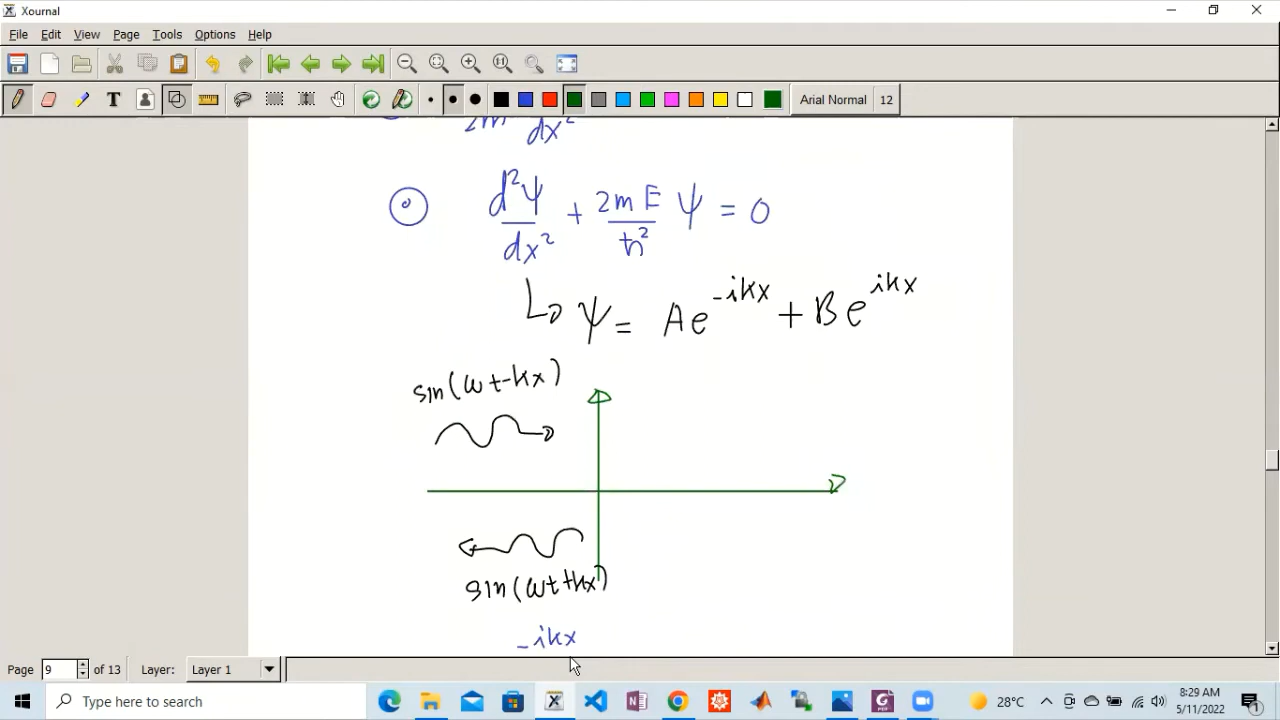 Xournal
File Edit View Page Tools Options Help
Arial Normal 12
2m dx²
d²Ψ/dx² + 2mE/ħ² Ψ = 0
Ψ = Ae^-ikx + Be^ikx
sin(ωt-kx)
sin(ωt+kx)
-ikx
Page 9 of 13 Layer: Layer 1
Type here to search
28°C
8:29 AM
5/11/2022